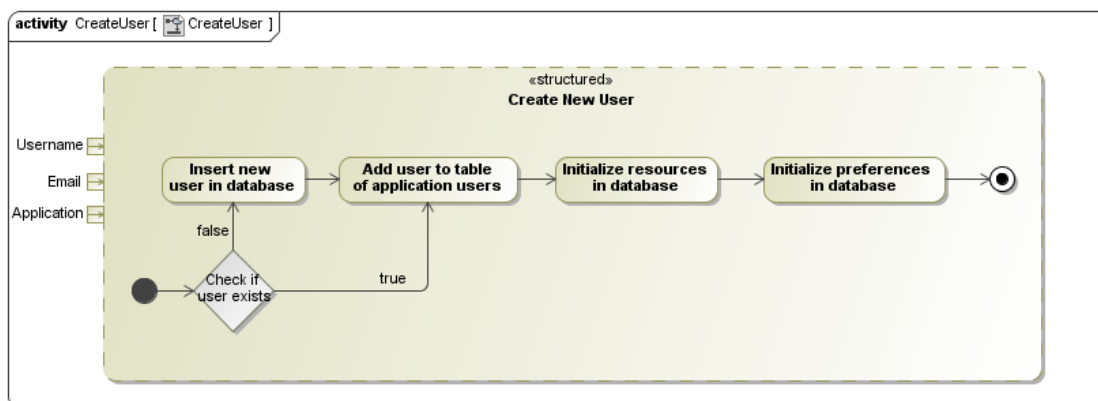 activity CreateUser [ CreateUser ]
«structured»
Create New User
Username
Email
Application
Insert new
user in database
Add user to table
of application users
Initialize resources
in database
Initialize preferences
in database
false
true
Check if
user exists